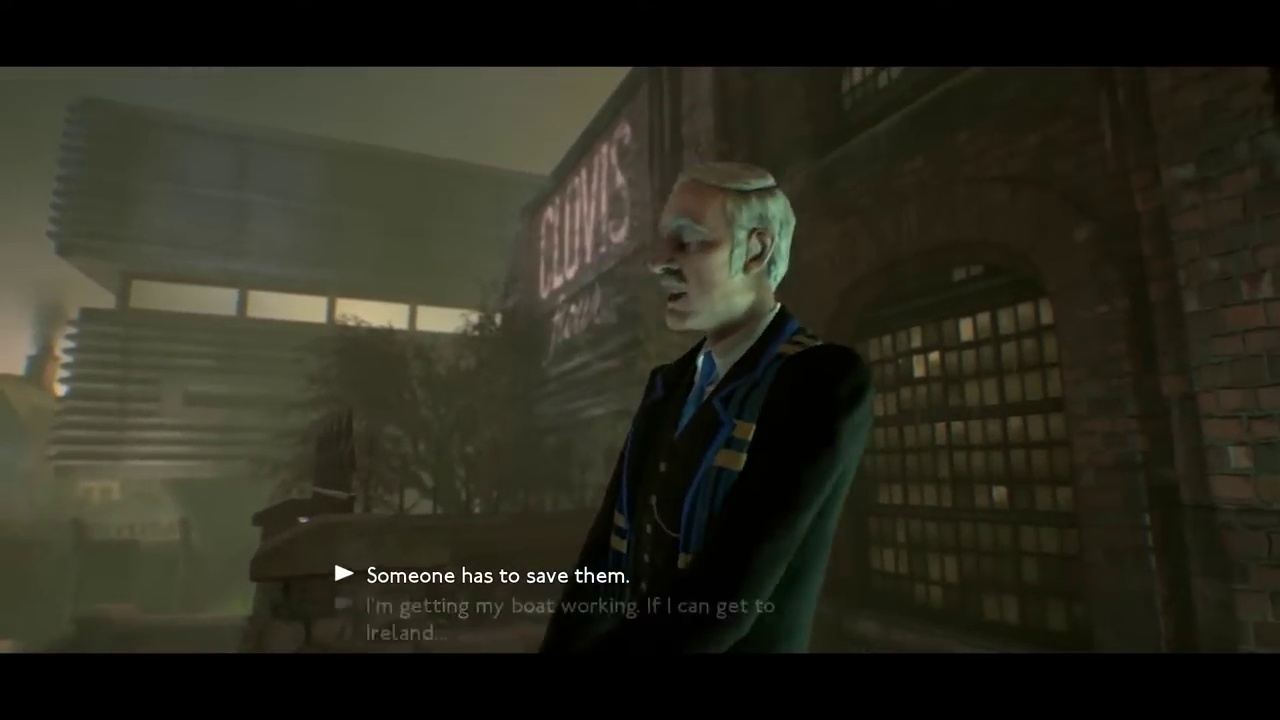 CLOVIS
Someone has to save them.
I'm getting my boat working. If I can get to
Ireland...